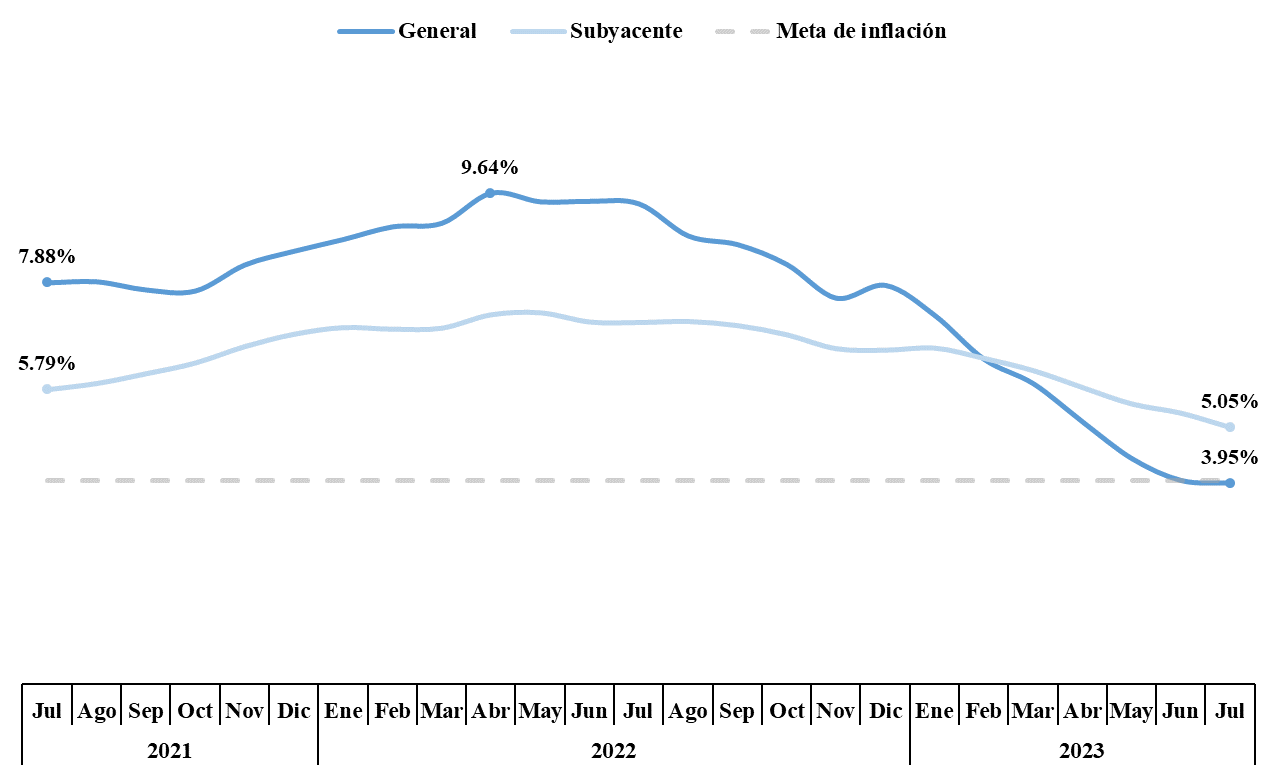 General Subyacente Meta de inflación
9.64%
7.88%
5.79%
5.05%
3.95%
Jul Ago Sep Oct Nov Dic Ene Feb Mar Abr May Jun Jul Ago Sep Oct Nov Dic Ene Feb Mar Abr May Jun Jul
2021 2022 2023